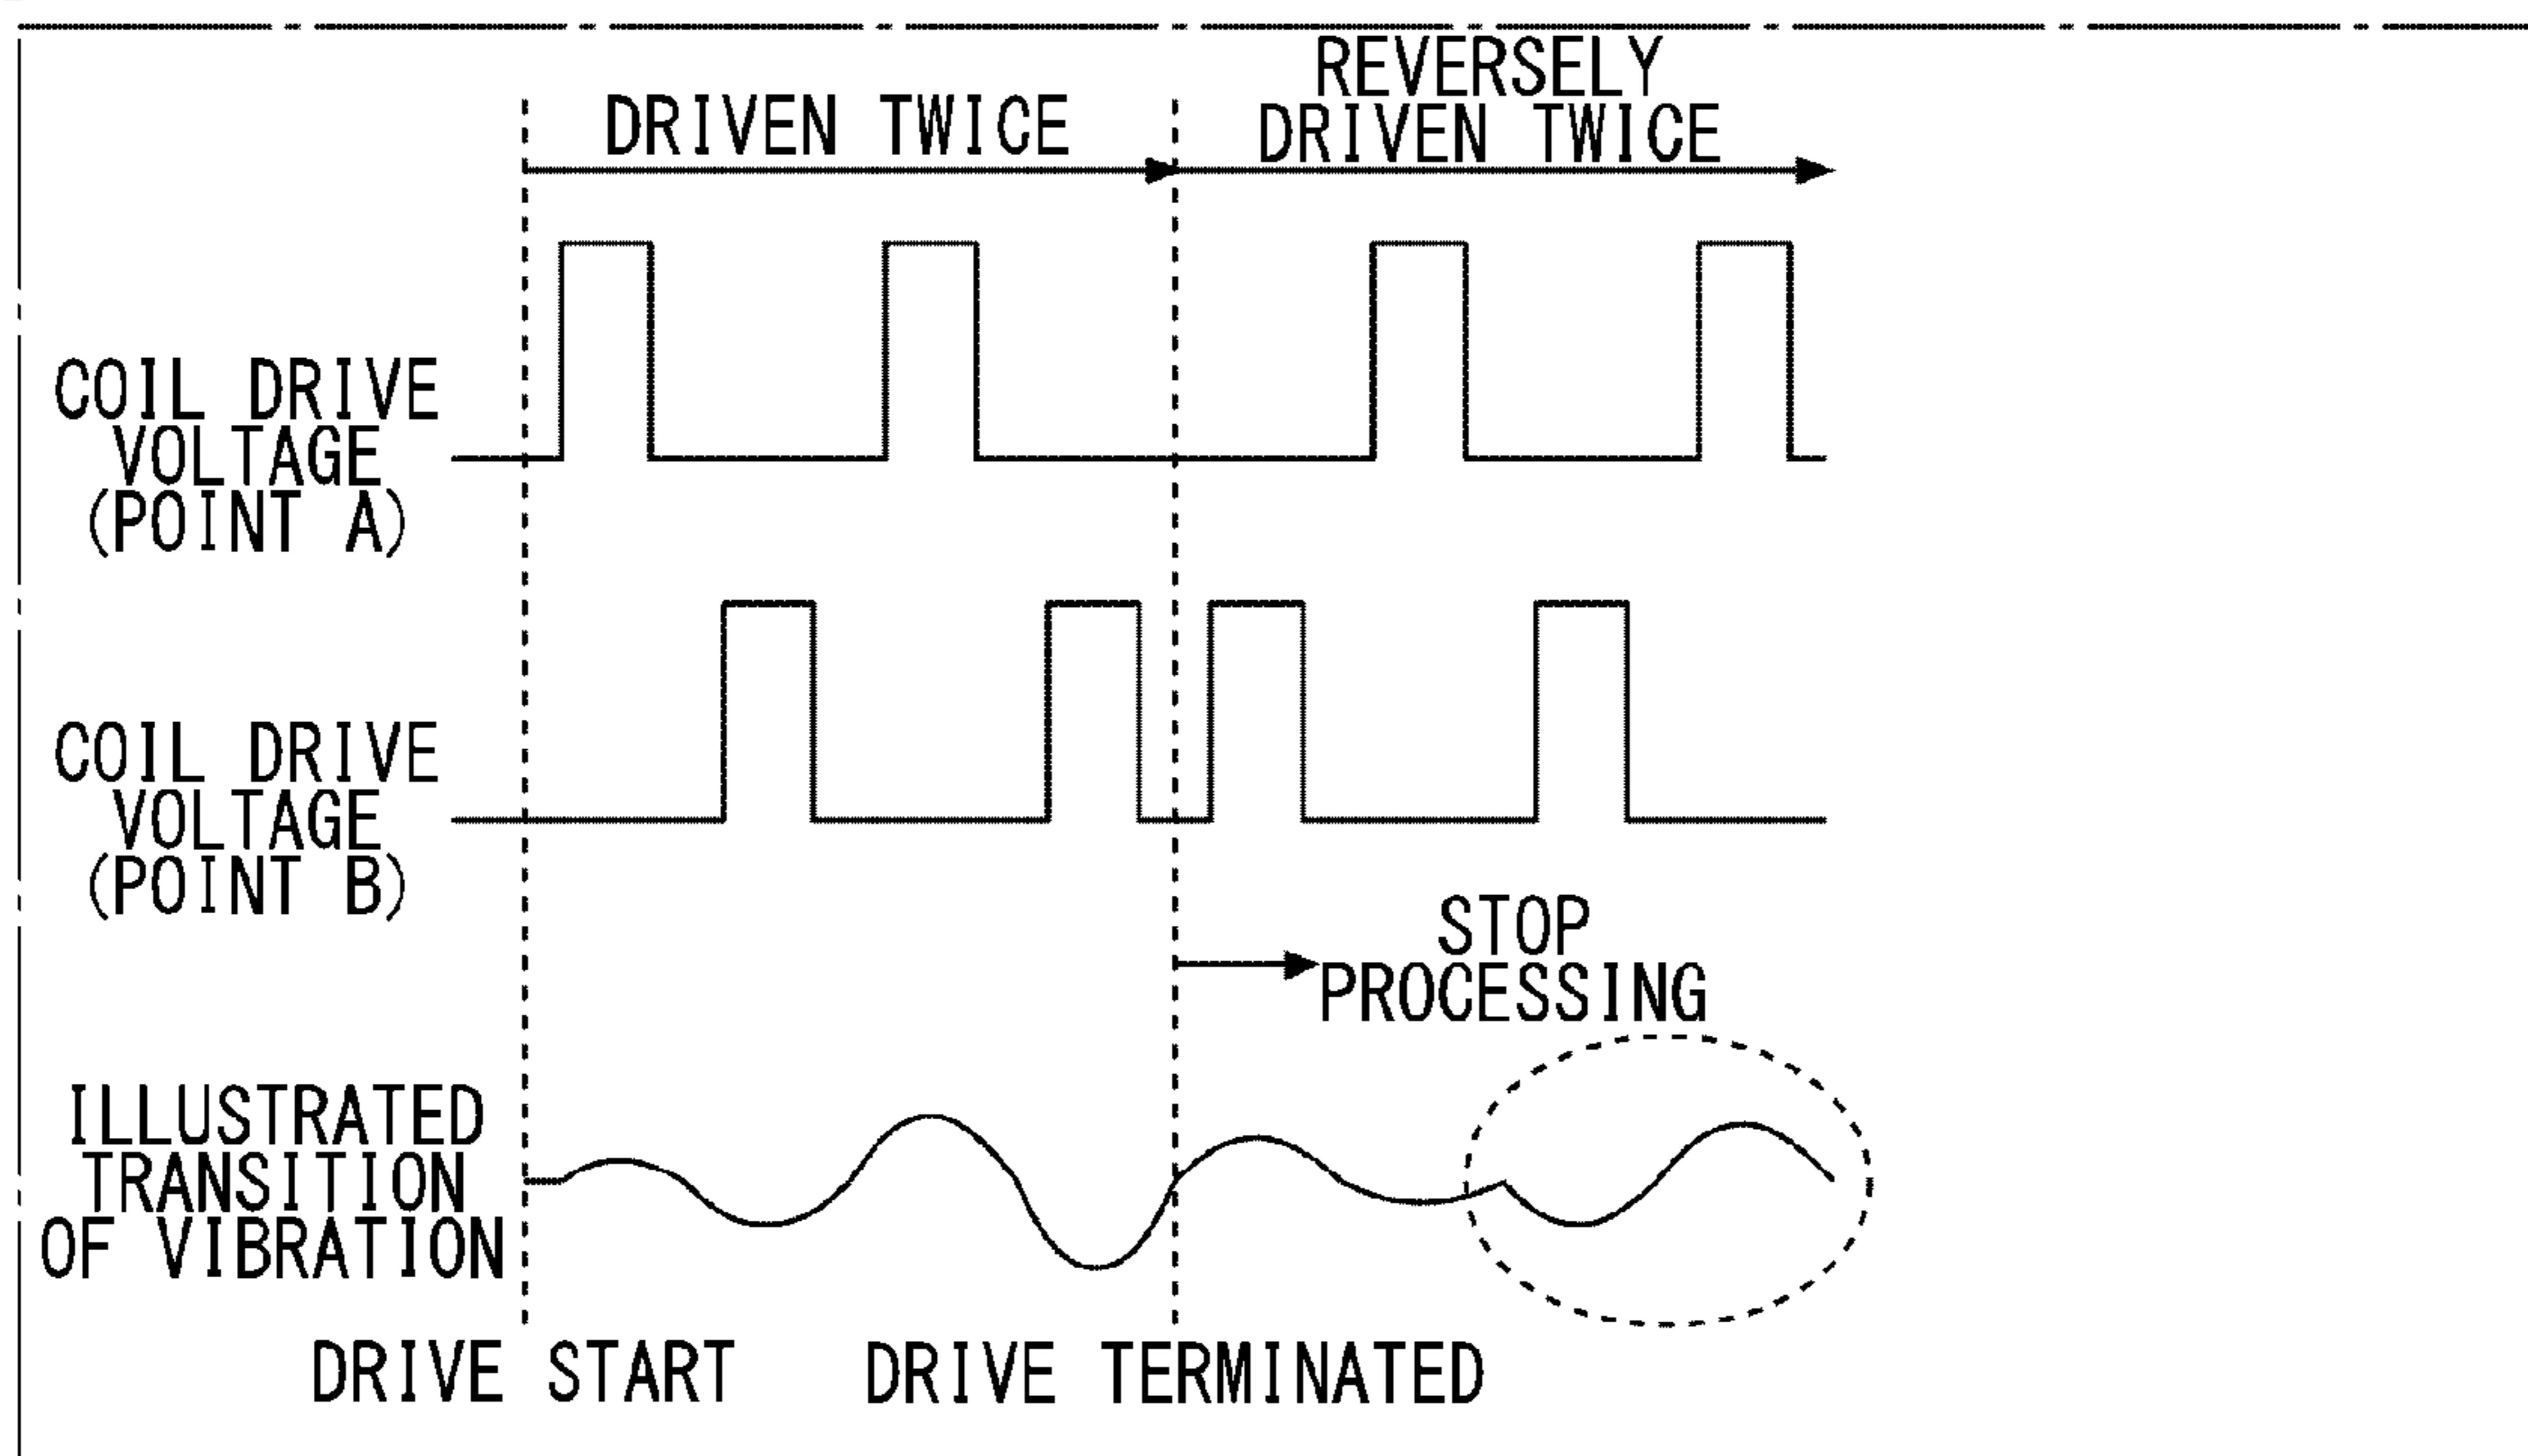 REVERSELY
DRIVEN TWICE
DRIVEN TWICE
COIL DRIVE
VOLTAGE
(POINT A)
COIL DRIVE
VOLTAGE
(POINT B)
STOP
PROCESSING
ILLUSTRATED
TRANSITION
OF VIBRATION
DRIVE START
DRIVE TERMINATED